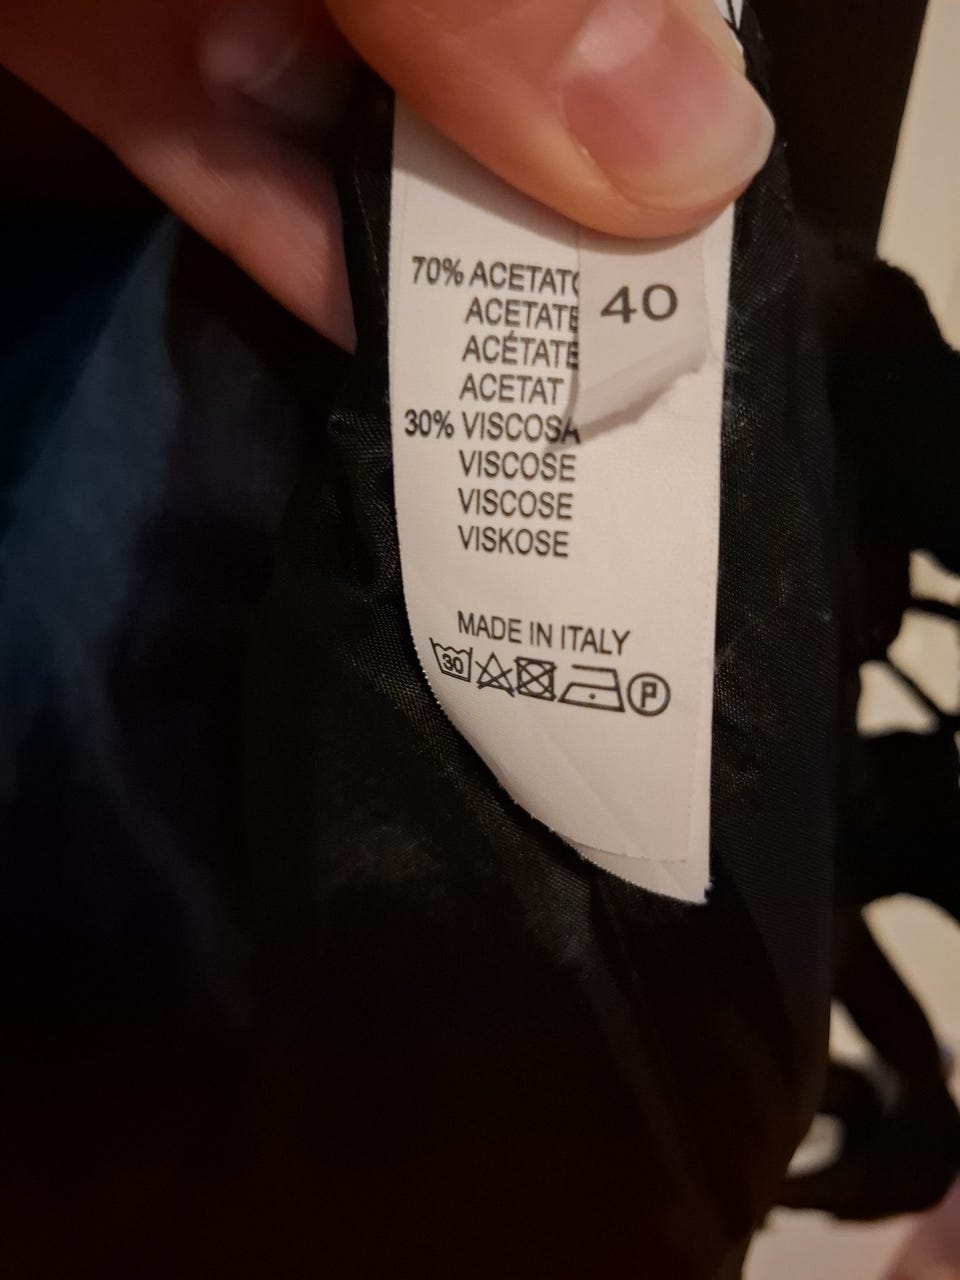 40
70% ACETATO
ACETATE
ACÉTATE
ACETAT
30% VISCOSA
VISCOSE
VISCOSE
VISKOSE
MADE IN ITALY
30 P